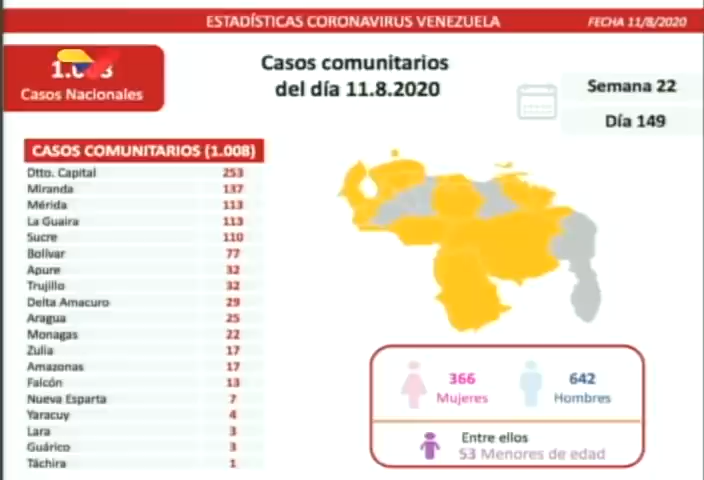 ESTADÍSTICAS CORONAVIRUS VENEZUELA
FECHA 11/8/2020
Casos Nacionales
Casos comunitarios
del día 11.8.2020
Semana 22
Día 149
CASOS COMUNITARIOS (1.008)
Dtto. Capital 253
Miranda 137
Mérida 113
La Guaira 113
Sucre 110
Bolívar 77
Apure 32
Trujillo 32
Delta Amacuro 29
Aragua 25
Monagas 22
Zulia 17
Amazonas 17
Falcón 13
Nueva Esparta 7
Yaracuy 4
Lara 3
Guárico 3
Táchira 1
366
Mujeres
642
Hombres
Entre ellos
53 Menores de edad